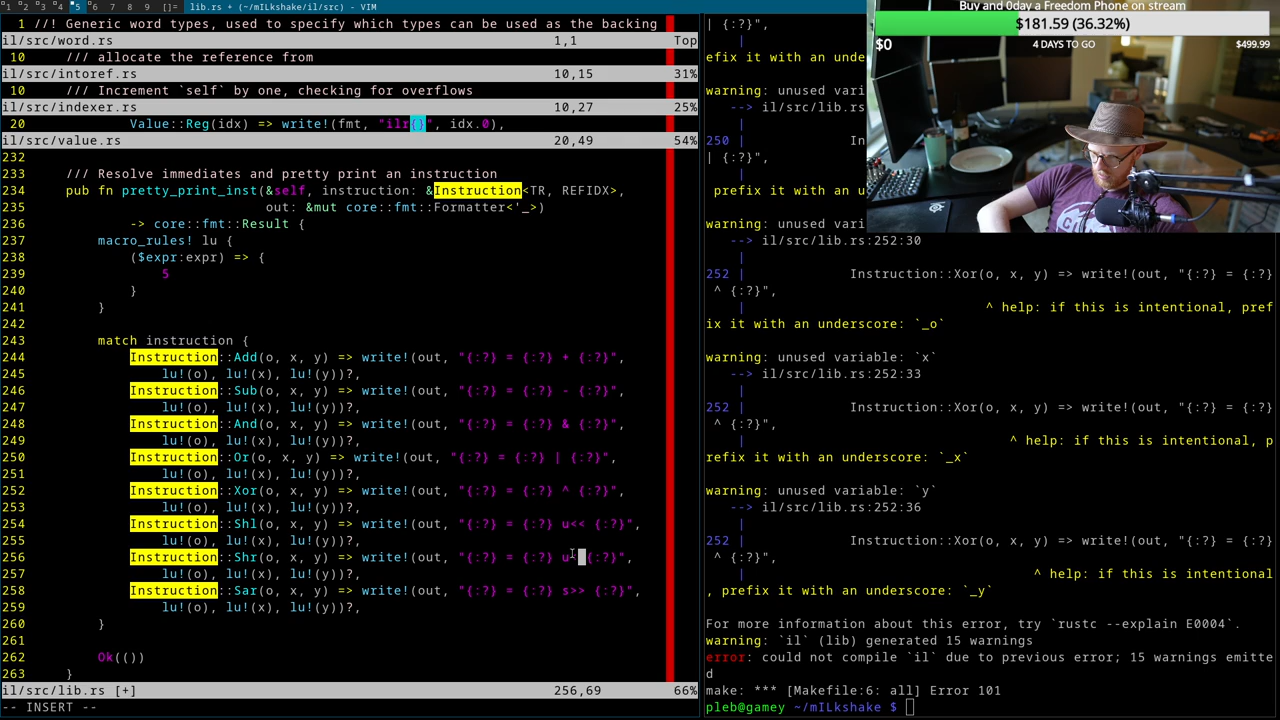 1 2 3 4 5 6 7 8 9 []= lib.rs + (~/mILkshake/il/src) - VIM
1 //! Generic word types, used to specify which types can be used as the backing
il/src/word.rs 1,1 Top
10 /// allocate the reference from
il/src/intoref.rs 10,15 31%
10 /// Increment `self` by one, checking for overflows
il/src/indexer.rs 10,27 25%
20 Value::Reg(idx) => write!(fmt, "ilr{}", idx.0),
il/src/value.rs 20,49 54%
232
233 /// Resolve immediates and pretty print an instruction
234 pub fn pretty_print_inst(&self, instruction: &Instruction<TR, REFIDX>,
235 out: &mut core::fmt::Formatter<'_>)
236 -> core::fmt::Result {
237 macro_rules! lu {
238 ($expr:expr) => {
239 5
240 }
241 }
242
243 match instruction {
244 Instruction::Add(o, x, y) => write!(out, "{:?} = {:?} + {:?}",
245 lu!(o), lu!(x), lu!(y))?,
246 Instruction::Sub(o, x, y) => write!(out, "{:?} = {:?} - {:?}",
247 lu!(o), lu!(x), lu!(y))?,
248 Instruction::And(o, x, y) => write!(out, "{:?} = {:?} & {:?}",
249 lu!(o), lu!(x), lu!(y))?,
250 Instruction::Or(o, x, y) => write!(out, "{:?} = {:?} | {:?}",
251 lu!(o), lu!(x), lu!(y))?,
252 Instruction::Xor(o, x, y) => write!(out, "{:?} = {:?} ^ {:?}",
253 lu!(o), lu!(x), lu!(y))?,
254 Instruction::Shl(o, x, y) => write!(out, "{:?} = {:?} u<< {:?}",
255 lu!(o), lu!(x), lu!(y))?,
256 Instruction::Shr(o, x, y) => write!(out, "{:?} = {:?} u< {:?}",
257 lu!(o), lu!(x), lu!(y))?,
258 Instruction::Sar(o, x, y) => write!(out, "{:?} = {:?} s>> {:?}",
259 lu!(o), lu!(x), lu!(y))?,
260 }
261
262 Ok(())
263 }
il/src/lib.rs [+] 256,69 66%
-- INSERT --
| {:?}",
|
efix it with an unde
warning: unused vari
--> il/src/lib.rs
|
250 | In
| {:?}",
|
prefix it with an u
warning: unused vari
--> il/src/lib.rs:252:30
|
252 | Instruction::Xor(o, x, y) => write!(out, "{:?} = {:?}
^ {:?}",
| ^ help: if this is intentional, pref
ix it with an underscore: `_o`
warning: unused variable: `x`
--> il/src/lib.rs:252:33
|
252 | Instruction::Xor(o, x, y) => write!(out, "{:?} = {:?}
^ {:?}",
| ^ help: if this is intentional, p
refix it with an underscore: `_x`
warning: unused variable: `y`
--> il/src/lib.rs:252:36
|
252 | Instruction::Xor(o, x, y) => write!(out, "{:?} = {:?}
^ {:?}",
| ^ help: if this is intentional
, prefix it with an underscore: `_y`
For more information about this error, try `rustc --explain E0004`.
warning: `il` (lib) generated 15 warnings
error: could not compile `il` due to previous error; 15 warnings emitte
d
make: *** [Makefile:6: all] Error 101
pleb@gamey ~/mILkshake $
Buy and 0day a Freedom Phone on stream
$181.59 (36.32%)
$0 4 DAYS TO GO $499.99